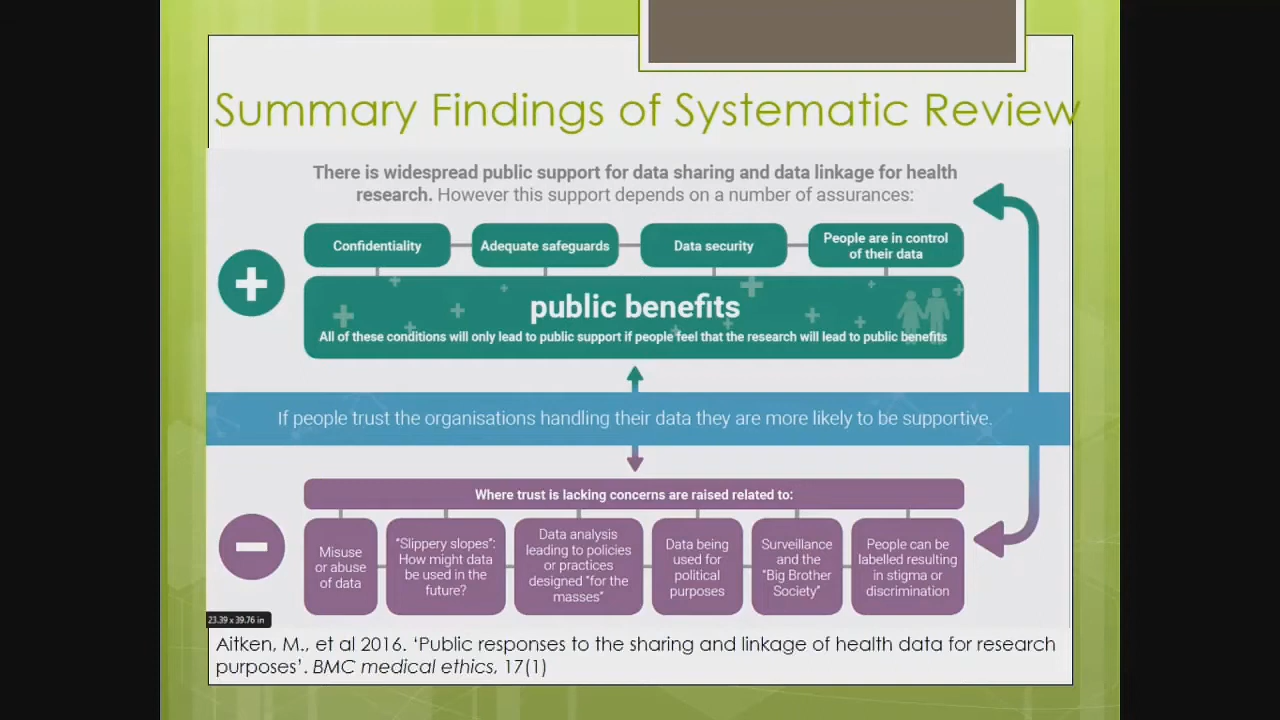 Summary Findings of Systematic Review
There is widespread public support for data sharing and data linkage for health
research. However this support depends on a number of assurances:
Confidentiality
Adequate safeguards
Data security
People are in control
of their data
public benefits
All of these conditions will only lead to public support if people feel that the research will lead to public benefits
If people trust the organisations handling their data they are more likely to be supportive.
Where trust is lacking concerns are raised related to:
Misuse
or abuse
of data
"Slippery slopes":
How might data
be used in the
future?
Data analysis
leading to policies
or practices
designed "for the
masses"
Data being
used for
political
purposes
Surveillance
and the
"Big Brother
Society"
People can be
labelled resulting
in stigma or
discrimination
23.39 x 39.76 in
Aitken, M., et al 2016. ‘Public responses to the sharing and linkage of health data for research
purposes’. BMC medical ethics, 17(1)